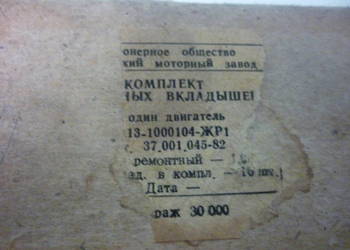 онерное общество
кий моторный завод
КОМПЛЕКТ
НЫХ ВКЛАДЫШЕЙ
один двигатель
13-1000104-ЖР1
37.001.045-82
ремонтный —
ед. в компл. — 10 шт.
Дата —
раж 30 000